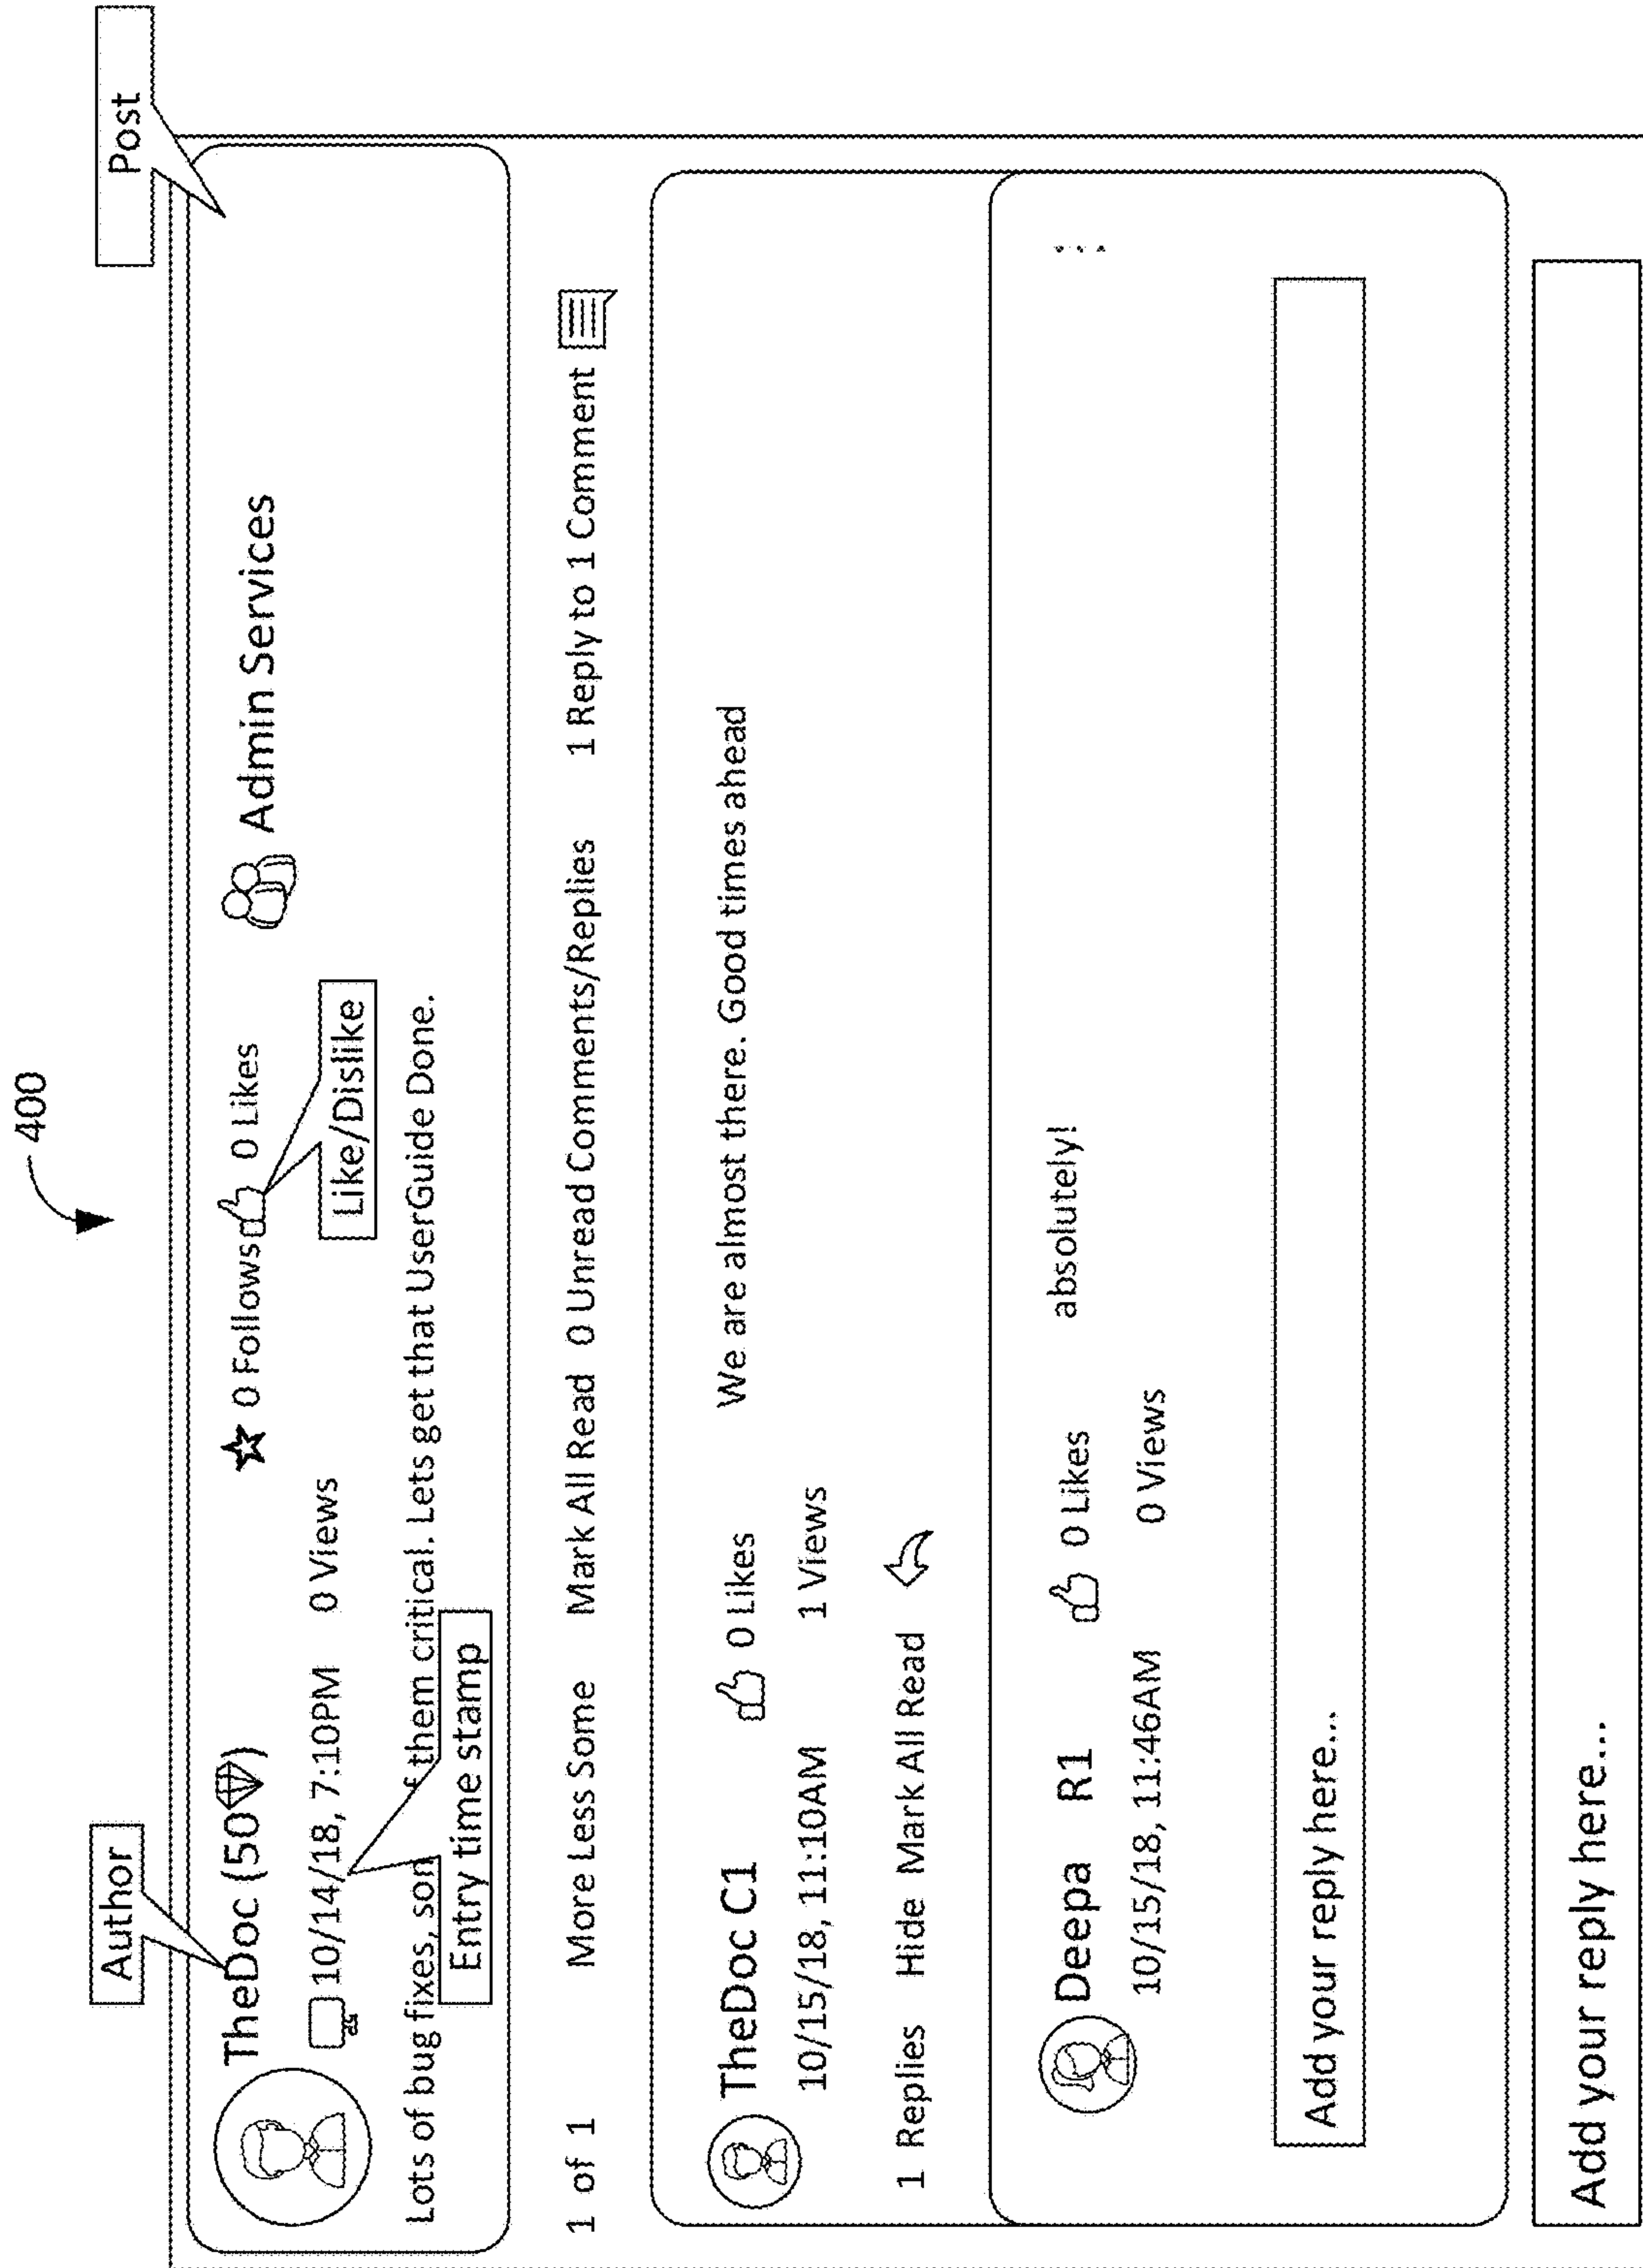 400
Author
Post
TheDoc (50 )
0 Follows
0 Likes
Admin Services
10/14/18, 7:10PM
0 Views
Like/Dislike
Lots of bug fixes, som f them critical. Lets get that UserGuide Done.
Entry time stamp
1 of 1
More Less Some
Mark All Read
0 Unread Comments/Replies
1 Reply to 1 Comment
TheDoc C1
0 Likes
We are almost there. Good times ahead
10/15/18, 11:10AM
1 Views
1 Replies
Hide
Mark All Read
Deepa R1
0 Likes
absolutely!
...
10/15/18, 11:46AM
0 Views
Add your reply here...
Add your reply here...